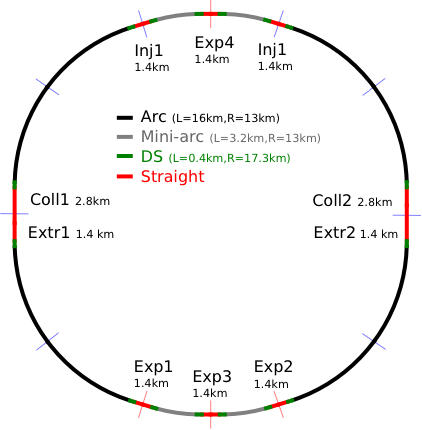 Exp4
1.4km
Inj1
1.4km
Inj1
1.4km
Arc (L=16km,R=13km)
Mini-arc (L=3.2km,R=13km)
DS (L=0.4km,R=17.3km)
Straight
Coll1 2.8km
Extr1 1.4 km
Coll2 2.8km
Extr2 1.4 km
Exp1
1.4km
Exp3
1.4km
Exp2
1.4km